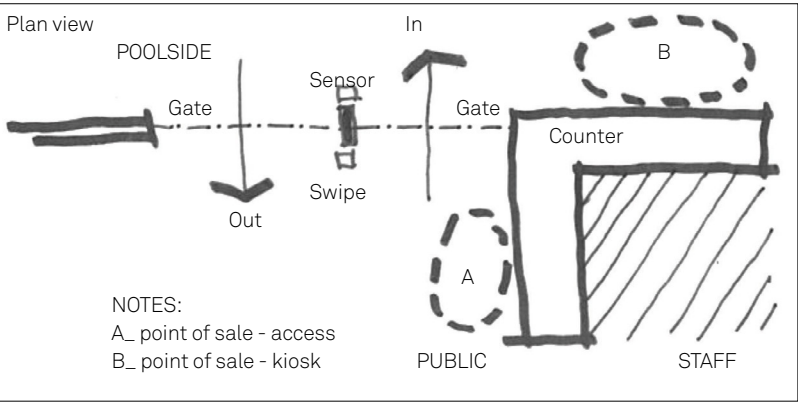 Plan view
In
POOLSIDE
B
Sensor
Gate
Gate
Counter
Swipe
Out
A
NOTES:
A_ point of sale - access
B_ point of sale - kiosk
PUBLIC
STAFF